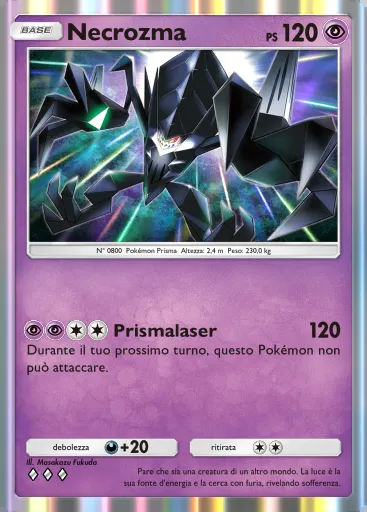 BASE Necrozma PS 120
N° 0800 Pokémon Prisma Altezza: 2,4 m Peso: 230,0 kg
Prismalaser 120
Durante il tuo prossimo turno, questo Pokémon non
può attaccare.
debolezza +20 ritirata
Ill. Masakazu Fukuda
Pare che sia una creatura di un altro mondo. La luce è la
sua fonte d'energia e la cerca con furia, rivelando sofferenza.